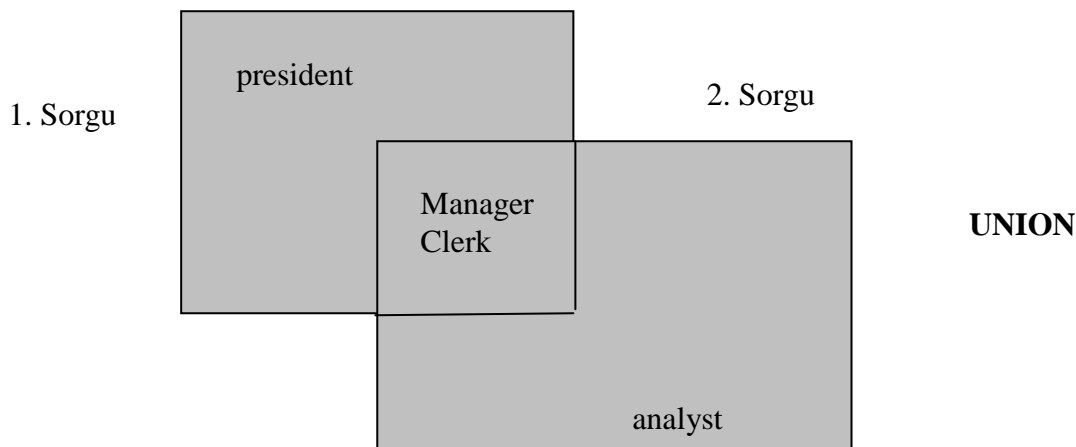 president
1. Sorgu
2. Sorgu
Manager
Clerk
UNION
analyst